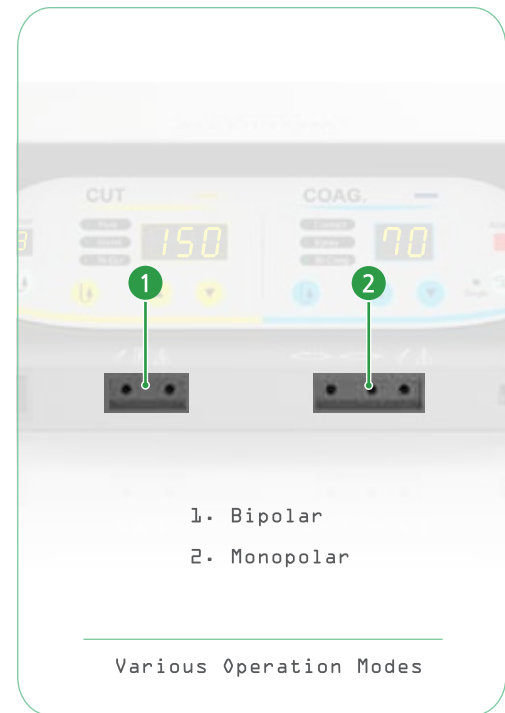 CUT
COAG.
150
70
1
2
1. Bipolar
2. Monopolar
Various Operation Modes